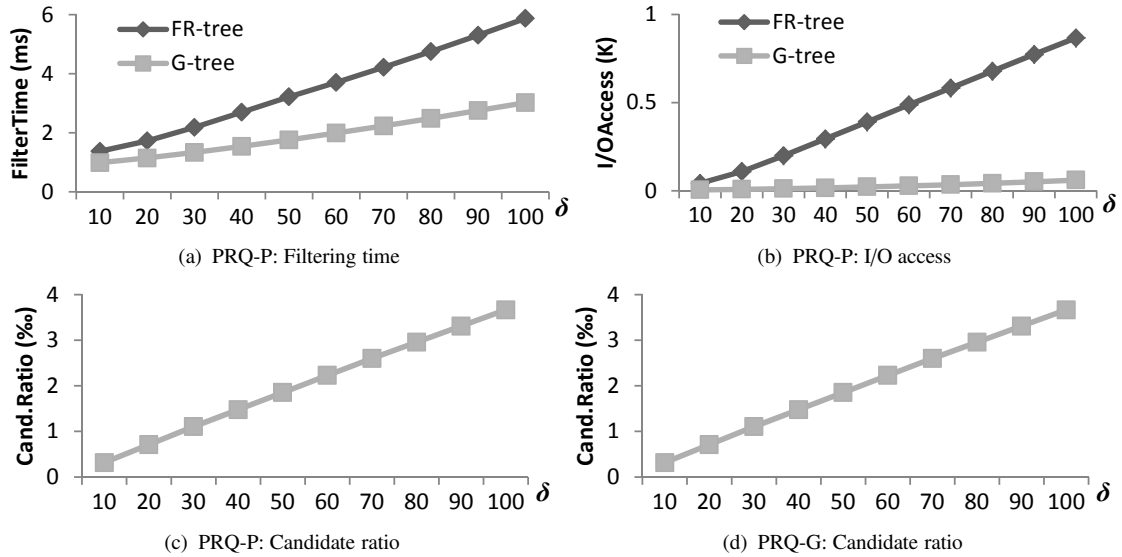 FilterTime (ms)
6
4
2
0
FR-tree
G-tree
10 20 30 40 50 60 70 80 90 100 δ
(a) PRQ-P: Filtering time
I/OAccess (K)
1
0.5
0
FR-tree
G-tree
10 20 30 40 50 60 70 80 90 100 δ
(b) PRQ-P: I/O access
Cand.Ratio (‰)
4
3
2
1
0
10 20 30 40 50 60 70 80 90 100 δ
(c) PRQ-P: Candidate ratio
Cand.Ratio (‰)
4
3
2
1
0
10 20 30 40 50 60 70 80 90 100 δ
(d) PRQ-G: Candidate ratio